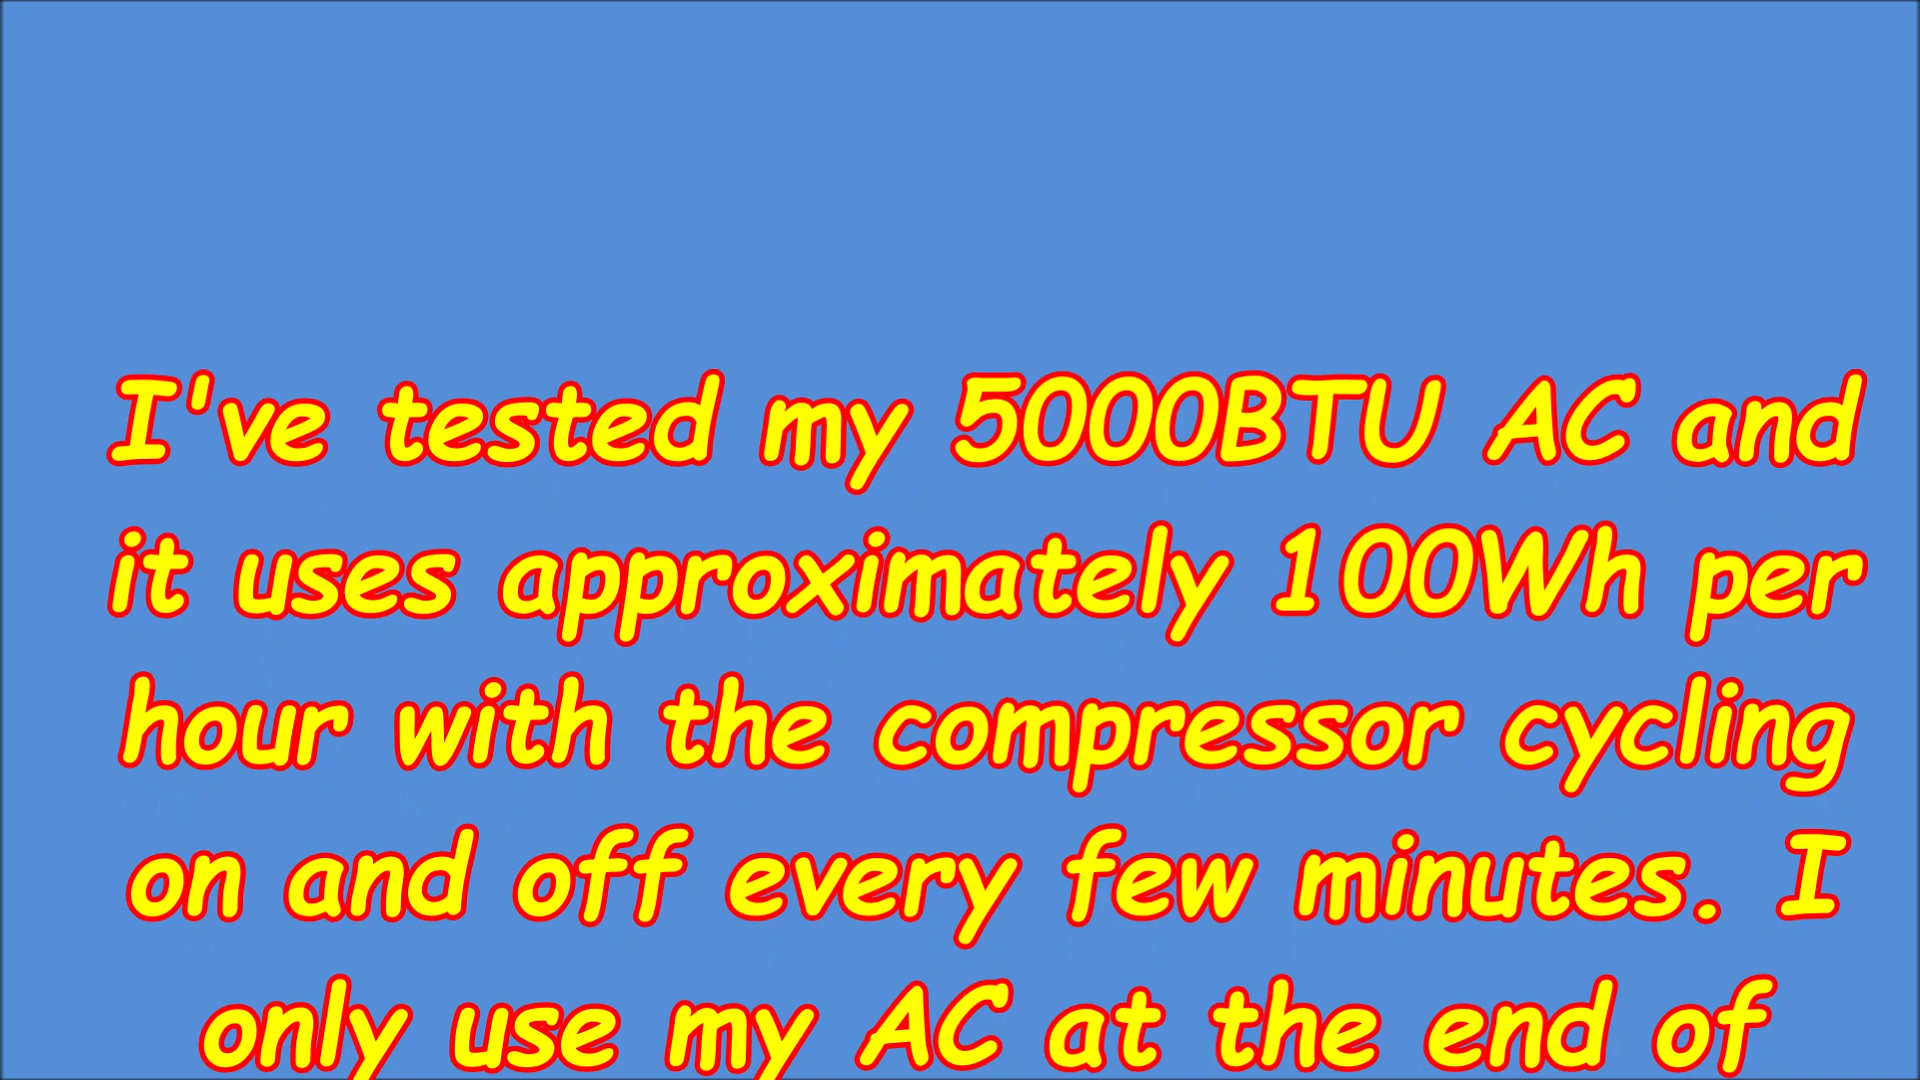 I've tested my 5000BTU AC and
it uses approximately 100Wh per
hour with the compressor cycling
on and off every few minutes. I
only use my AC at the end of